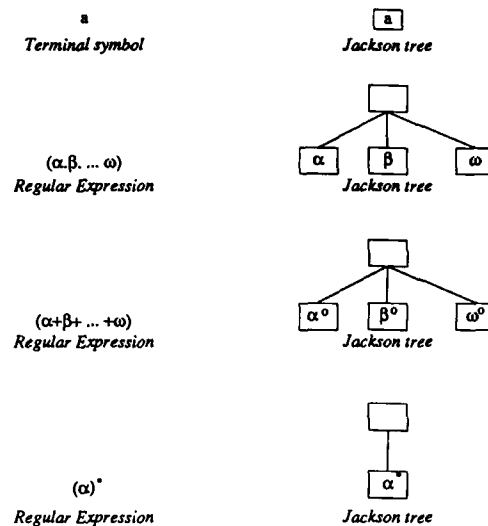 a a
Terminal symbol Jackson tree
(α.β. ... ω) α β ω
Regular Expression Jackson tree
(α+β+ ... +ω) α° β° ω°
Regular Expression Jackson tree
(α)* α*
Regular Expression Jackson tree